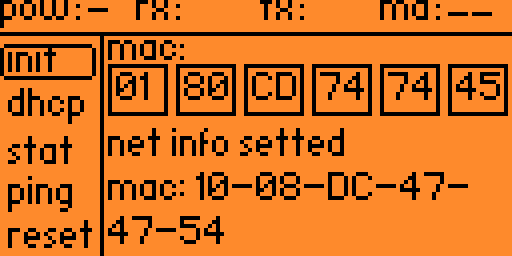 pow:- rx: tx: md:--
init
dhcp
stat
ping
reset
mac:
01 80 CD 74 74 45
net info setted
mac: 10-08-DC-47-
47-54